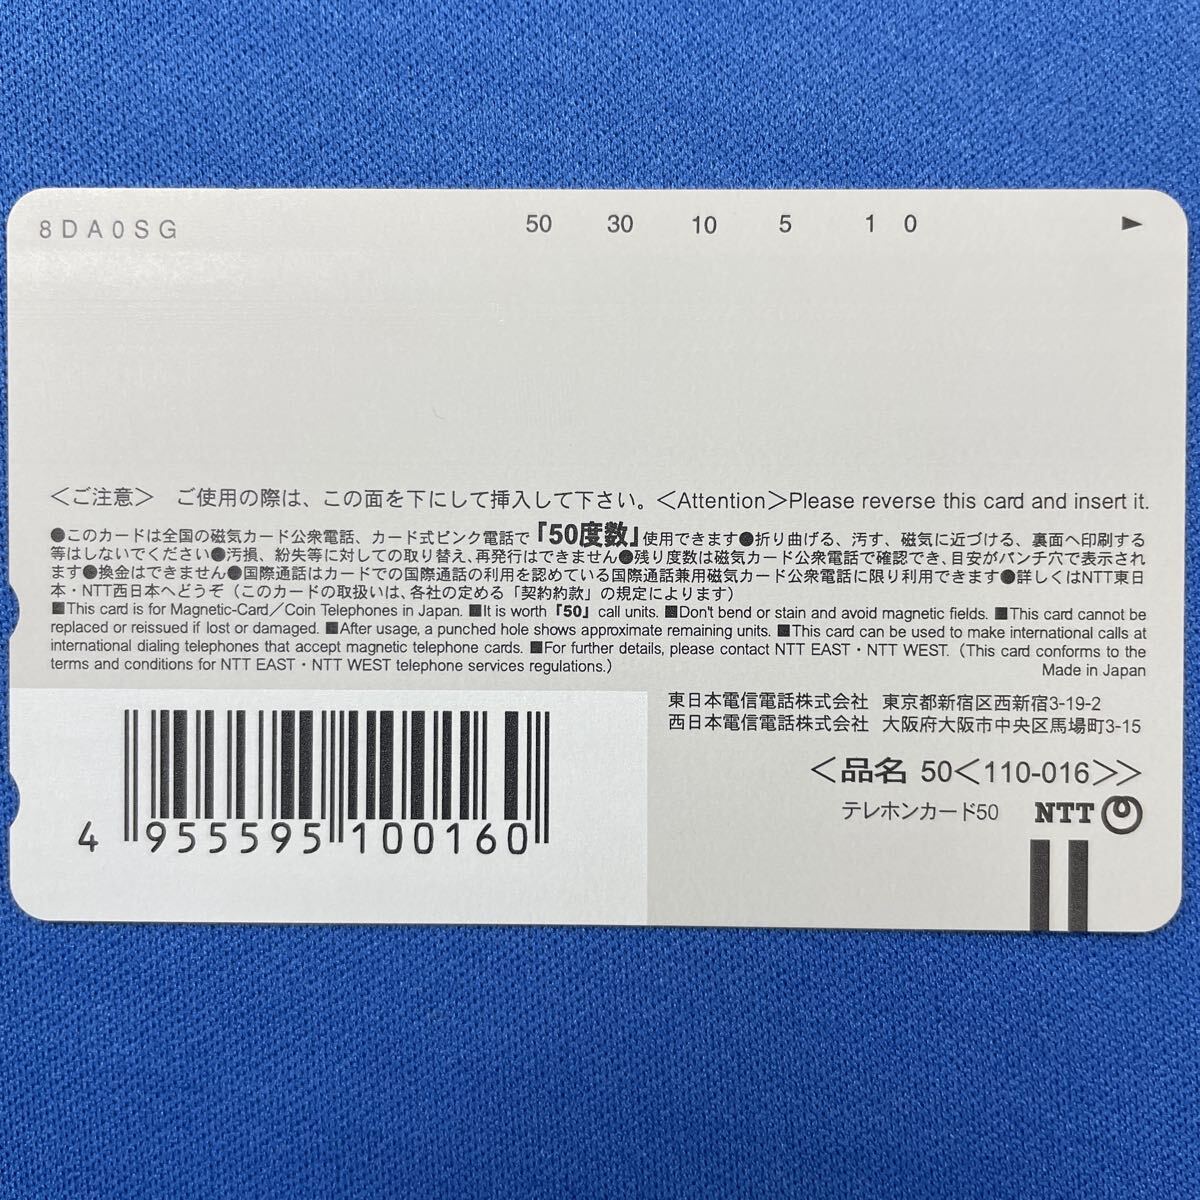 8DA0SG
50 30 10 5 1 0
<ご注意> ご使用の際は、この面を下にして挿入して下さい。<Attention>Please reverse this card and insert it.
●このカードは全国の磁気カード公衆電話、カード式ピンク電話で『50度数』使用できます●折り曲げる、汚す、磁気に近づける、裏面へ印刷する
等はしないでください●汚損、紛失等に対しての取り替え、再発行はできません●残り度数は磁気カード公衆電話で確認でき、目安がパンチ穴で表示され
ます●換金はできません●国際通話はカードでの国際通話の利用を認めている国際通話兼用磁気カード公衆電話に限り利用できます●詳しくはNTT東日
本・NTT西日本へどうぞ(このカードの取扱いは、各社の定める「契約約款」の規定によります)
■This card is for Magnetic-Card/Coin Telephones in Japan. ■It is worth『50』call units. ■Don't bend or stain and avoid magnetic fields. ■This card cannot be
replaced or reissued if lost or damaged. ■After usage, a punched hole shows approximate remaining units. ■This card can be used to make international calls at
international dialing telephones that accept magnetic telephone cards. ■For further details, please contact NTT EAST・NTT WEST. (This card conforms to the
terms and conditions for NTT EAST・NTT WEST telephone services regulations.)
Made in Japan
東日本電信電話株式会社 東京都新宿区西新宿3-19-2
西日本電信電話株式会社 大阪府大阪市中央区馬場町3-15
<品名 50<110-016>>
テレホンカード50 NTT
4 955595 100160